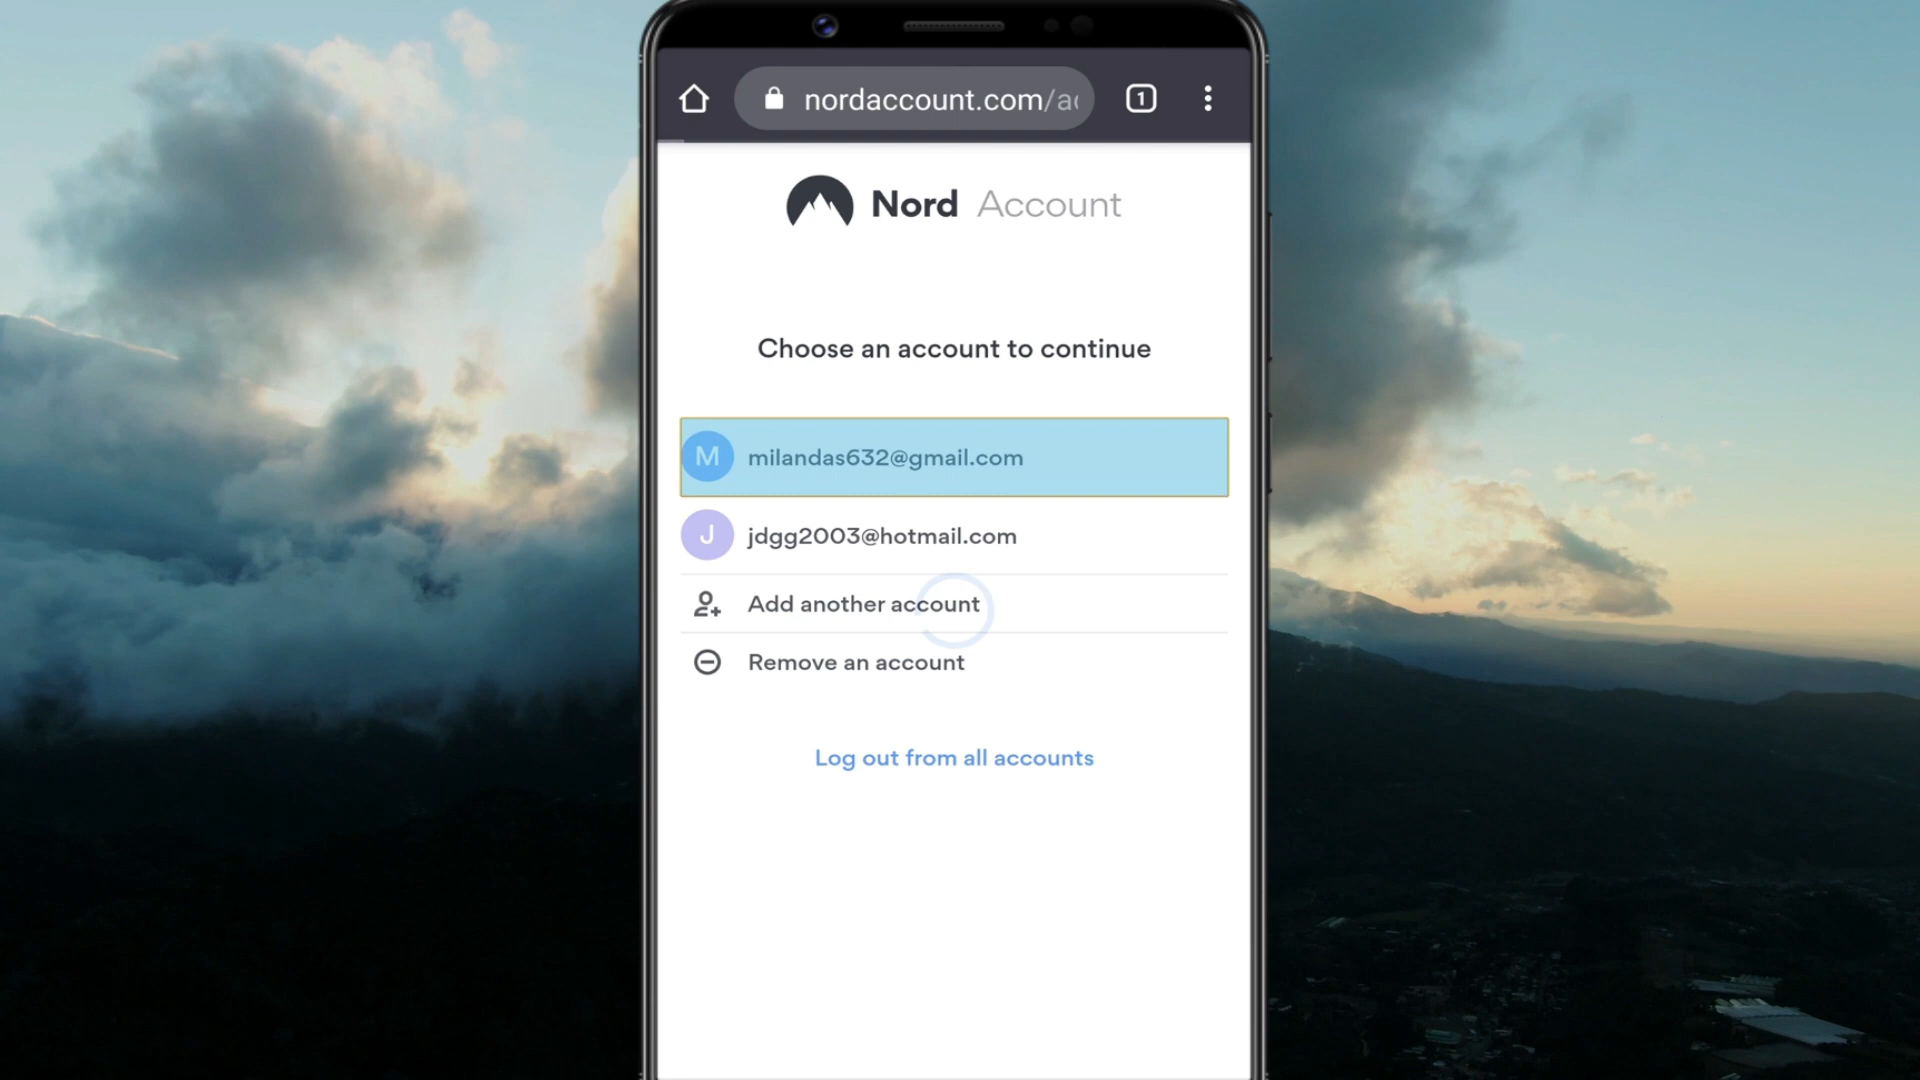 nordaccount.com/a
1
Nord Account
Choose an account to continue
M milandas632@gmail.com
J jdgg2003@hotmail.com
Add another account
Remove an account
Log out from all accounts